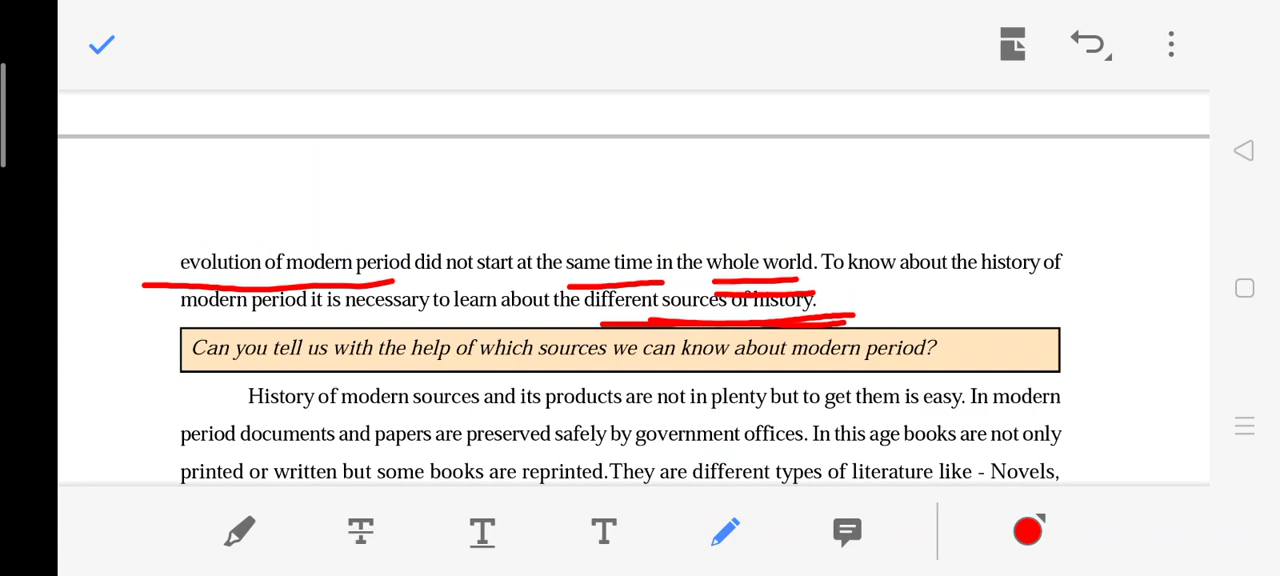 evolution of modern period did not start at the same time in the whole world. To know about the history of
modern period it is necessary to learn about the different sources of history.
Can you tell us with the help of which sources we can know about modern period?
History of modern sources and its products are not in plenty but to get them is easy. In modern
period documents and papers are preserved safely by government offices. In this age books are not only
printed or written but some books are reprinted.They are different types of literature like - Novels,